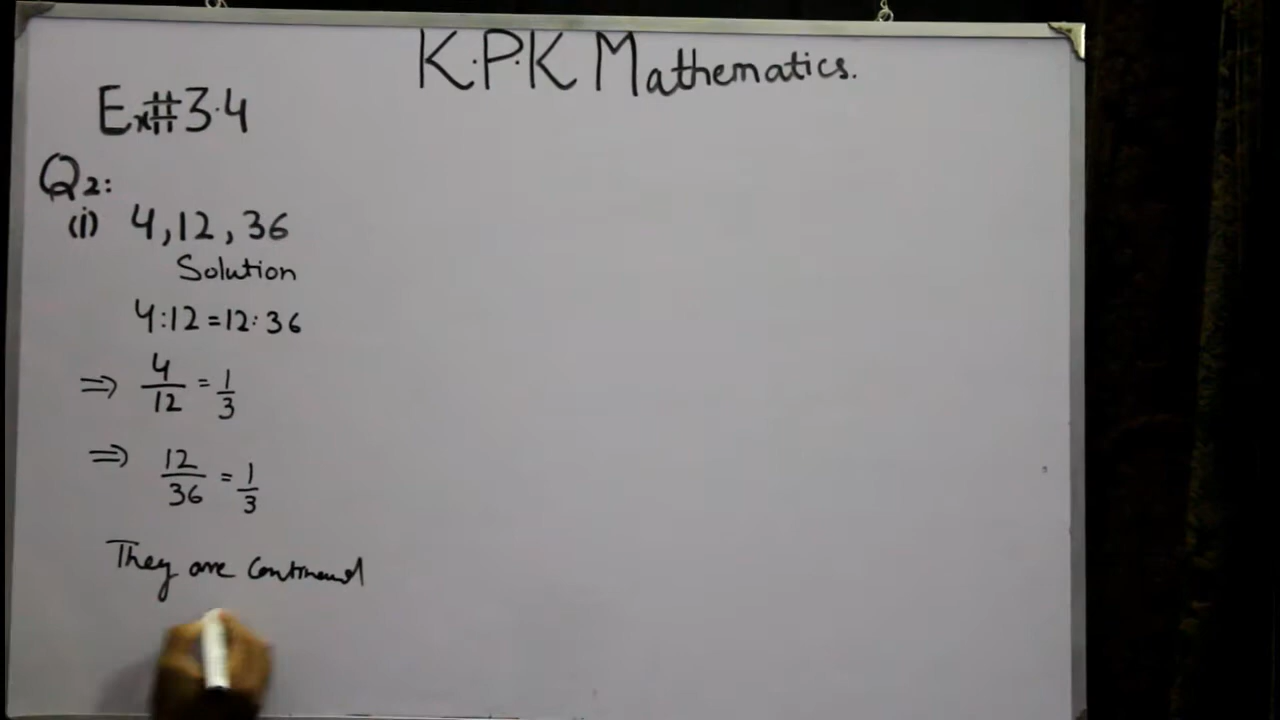 K.P.K Mathematics.
Ex#3.4
Q2:
(i) 4,12,36
Solution
4:12=12:36
⇒ 4/12 = 1/3
⇒ 12/36 = 1/3
They are continued